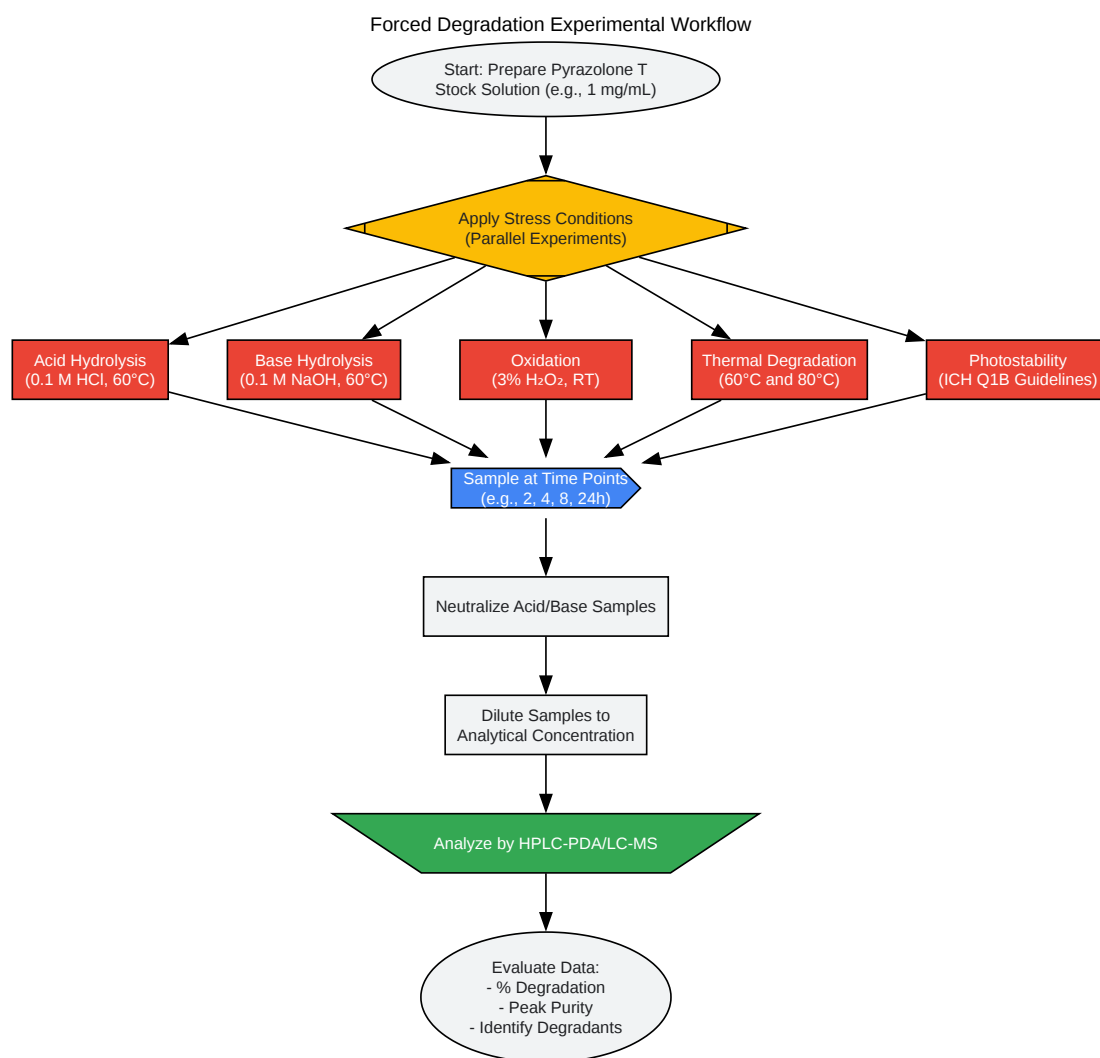 Forced Degradation Experimental Workflow
Start: Prepare Pyrazolone T
Stock Solution (e.g., 1 mg/mL)
Apply Stress Conditions
(Parallel Experiments)
Acid Hydrolysis
(0.1 M HCl, 60°C)
Base Hydrolysis
(0.1 M NaOH, 60°C)
Oxidation
(3% H₂O₂, RT)
Thermal Degradation
(60°C and 80°C)
Photostability
(ICH Q1B Guidelines)
Sample at Time Points
(e.g., 2, 4, 8, 24h)
Neutralize Acid/Base Samples
Dilute Samples to
Analytical Concentration
Analyze by HPLC-PDA/LC-MS
Evaluate Data:
- % Degradation
- Peak Purity
- Identify Degradants